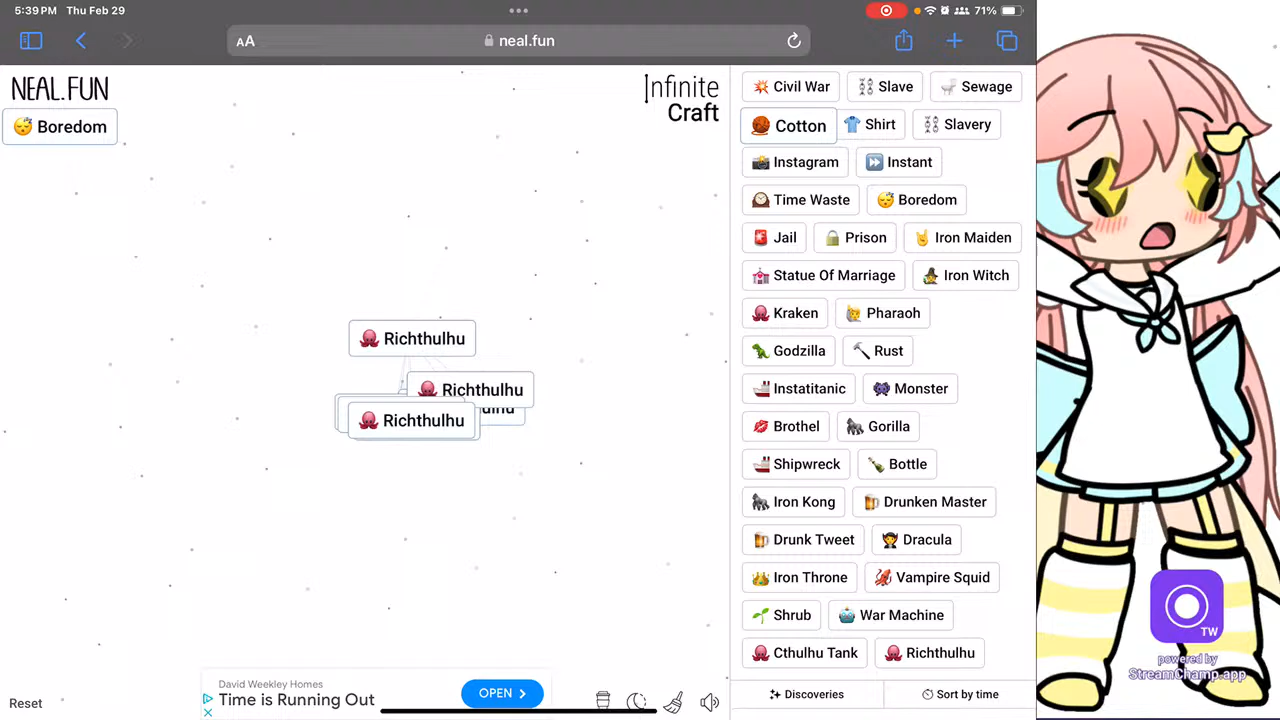 5:39 PM Thu Feb 29
71%
AA
neal.fun
NEAL.FUN
Infinite
Craft
Boredom
Richthulhu
Richthulhu
ulhu
Richthulhu
Civil War
Slave
Sewage
Cotton
Shirt
Slavery
Instagram
Instant
Time Waste
Boredom
Jail
Prison
Iron Maiden
Statue Of Marriage
Iron Witch
Kraken
Pharaoh
Godzilla
Rust
Instatitanic
Monster
Brothel
Gorilla
Shipwreck
Bottle
Iron Kong
Drunken Master
Drunk Tweet
Dracula
Iron Throne
Vampire Squid
Shrub
War Machine
Cthulhu Tank
Richthulhu
Discoveries
Sort by time
Reset
David Weekley Homes
Time is Running Out
OPEN
TW
powered by
StreamChamp.app